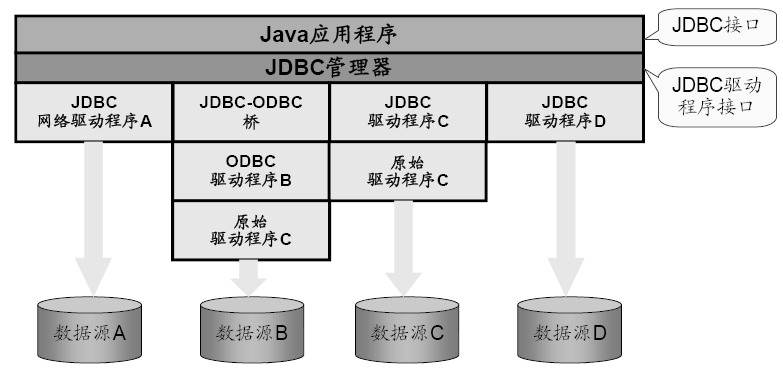 Java应用程序
JDBC接口
JDBC管理器
JDBC驱动
程序接口
JDBC
网络驱动程序A
JDBC-ODBC
桥
JDBC
驱动程序C
JDBC
驱动程序D
ODBC
驱动程序B
原始
驱动程序C
原始
驱动程序C
数据源A
数据源B
数据源C
数据源D